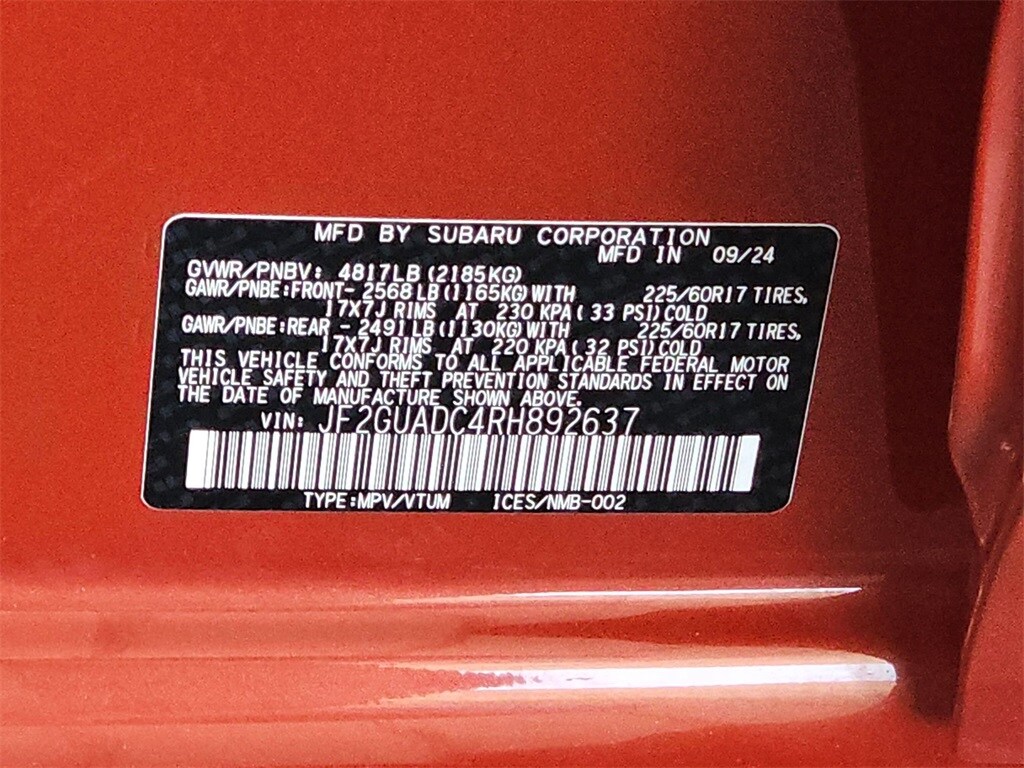 MFD BY SUBARU CORPORATION
MFD IN 09/24
GVWR/PNBV: 4817LB (2185KG)
GAWR/PNBE:FRONT- 2568 LB (1165KG) WITH 225/60R17 TIRES,
17X7J RIMS AT 230 KPA ( 33 PSI) COLD
GAWR/PNBE:REAR - 2491 LB (1130KG) WITH 225/60R17 TIRES,
17X7J RIMS AT 220 KPA ( 32 PSI) COLD
THIS VEHICLE CONFORMS TO ALL APPLICABLE FEDERAL MOTOR
VEHICLE SAFETY AND THEFT PREVENTION STANDARDS IN EFFECT ON
THE DATE OF MANUFACTURE SHOWN ABOVE.
VIN: JF2GUADC4RH892637
TYPE:MPV/VTUM ICES/NMB-002